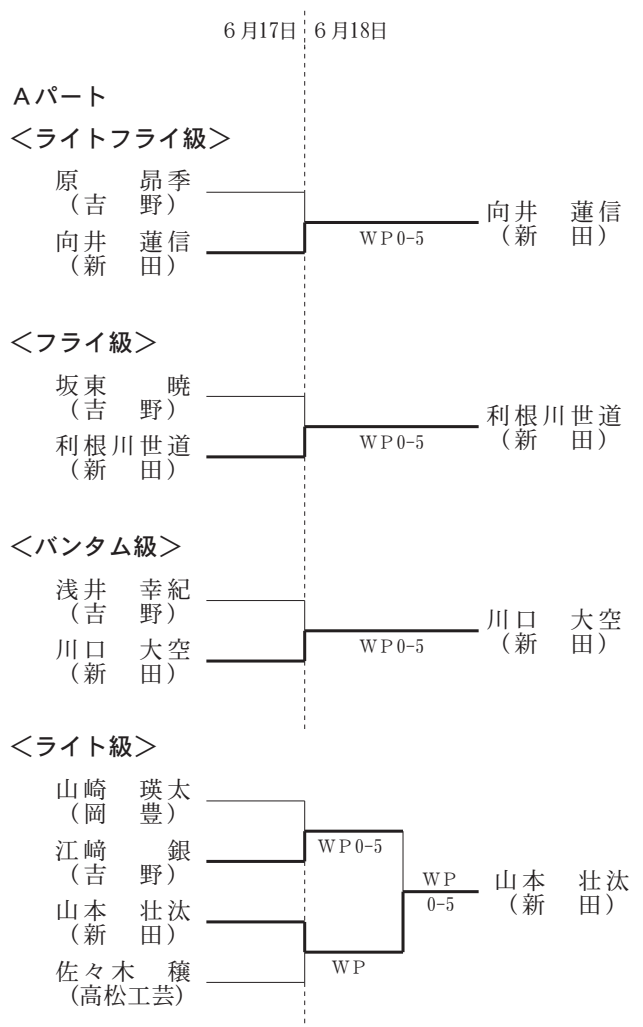 6月17日 6月18日
Aパート
＜ライトフライ級＞
原　昴季
（吉　野）
向井　蓮信
（新　田）
WP0-5
向井　蓮信
（新　田）
＜フライ級＞
坂東　暁
（吉　野）
利根川世道
（新　田）
WP0-5
利根川世道
（新　田）
＜バンタム級＞
浅井　幸紀
（吉　野）
川口　大空
（新　田）
WP0-5
川口　大空
（新　田）
＜ライト級＞
山崎　瑛太
（岡　豊）
江﨑　銀
（吉　野）
山本　壮汰
（新　田）
佐々木　穣
（高松工芸）
WP0-5
WP
WP
0-5
山本　壮汰
（新　田）